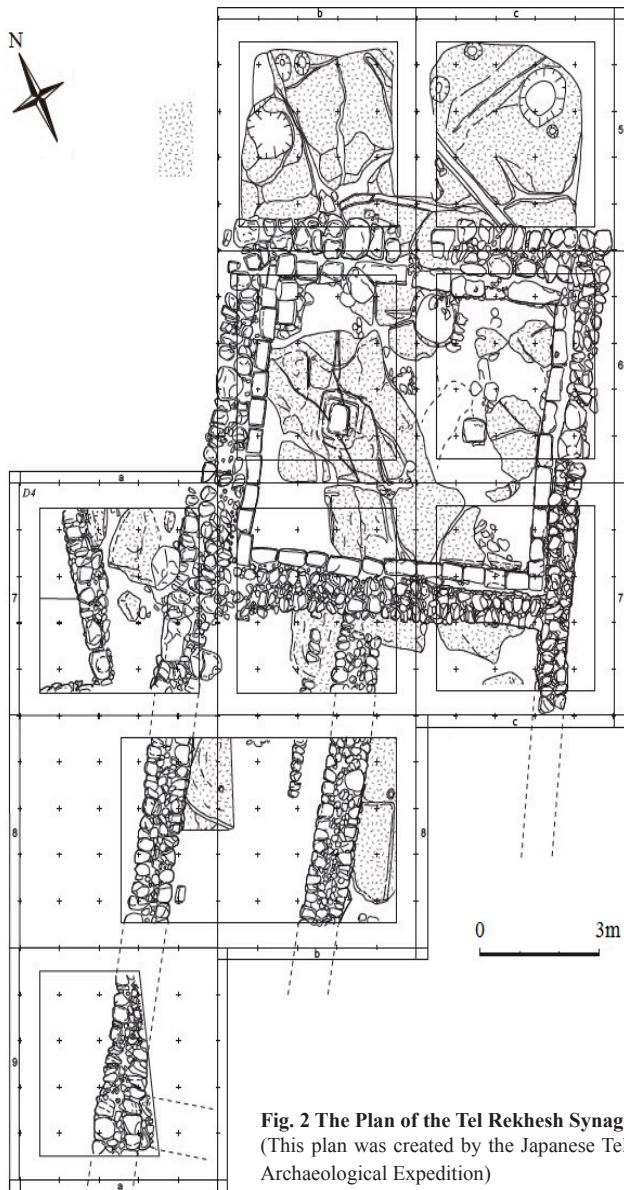 b c
N
5
6
a
D4
7 7
c
8 8
b
0 3m
9
Fig. 2 The Plan of the Tel Rekhesh Synag
(This plan was created by the Japanese Tel
Archaeological Expedition)
a